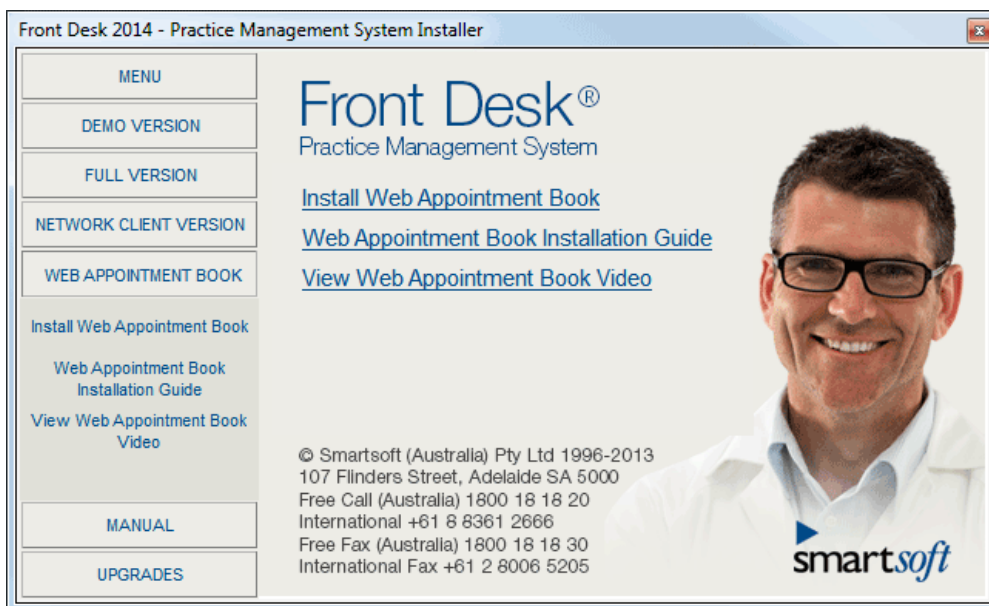 Front Desk 2014 - Practice Management System Installer
MENU
DEMO VERSION
FULL VERSION
NETWORK CLIENT VERSION
WEB APPOINTMENT BOOK
Install Web Appointment Book
Web Appointment Book
Installation Guide
View Web Appointment Book
Video
MANUAL
UPGRADES
Front Desk®
Practice Management System
Install Web Appointment Book
Web Appointment Book Installation Guide
View Web Appointment Book Video
© Smartsoft (Australia) Pty Ltd 1996-2013
107 Flinders Street, Adelaide SA 5000
Free Call (Australia) 1800 18 18 20
International +61 8 8361 2666
Free Fax (Australia) 1800 18 18 30
International Fax +61 2 8006 5205
smartsoft